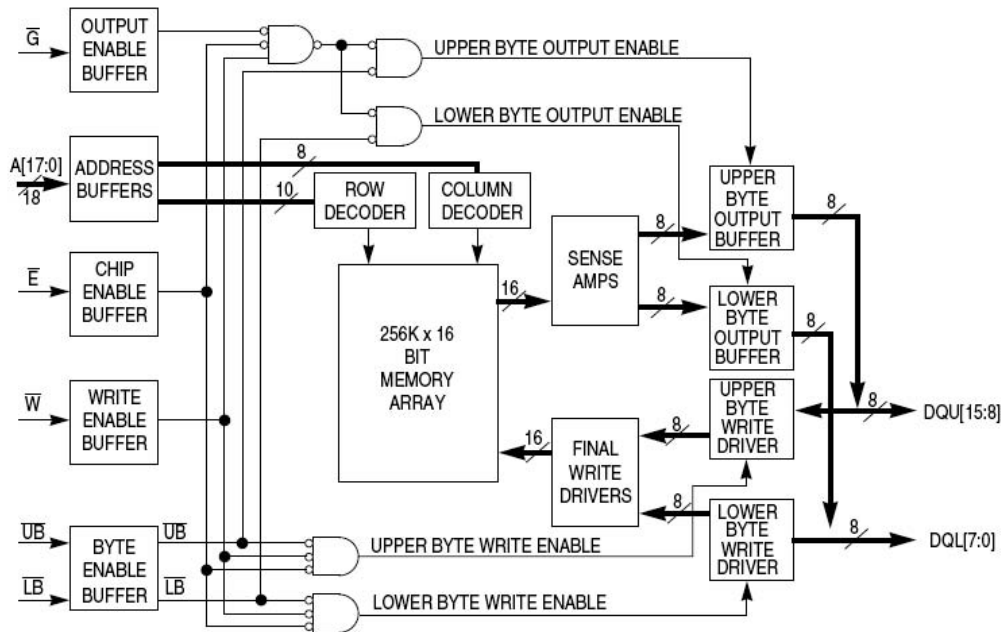 G̅
OUTPUT
ENABLE
BUFFER
UPPER BYTE OUTPUT ENABLE
LOWER BYTE OUTPUT ENABLE
A[17:0]
18
ADDRESS
BUFFERS
8
10
ROW
DECODER
COLUMN
DECODER
E̅
CHIP
ENABLE
BUFFER
256K x 16
BIT
MEMORY
ARRAY
16
SENSE
AMPS
8
8
UPPER
BYTE
OUTPUT
BUFFER
8
LOWER
BYTE
OUTPUT
BUFFER
8
W̅
WRITE
ENABLE
BUFFER
16
FINAL
WRITE
DRIVERS
8
8
UPPER
BYTE
WRITE
DRIVER
8
DQU[15:8]
LOWER
BYTE
WRITE
DRIVER
8
DQL[7:0]
U̅B̅
L̅B̅
BYTE
ENABLE
BUFFER
U̅B̅
L̅B̅
UPPER BYTE WRITE ENABLE
LOWER BYTE WRITE ENABLE